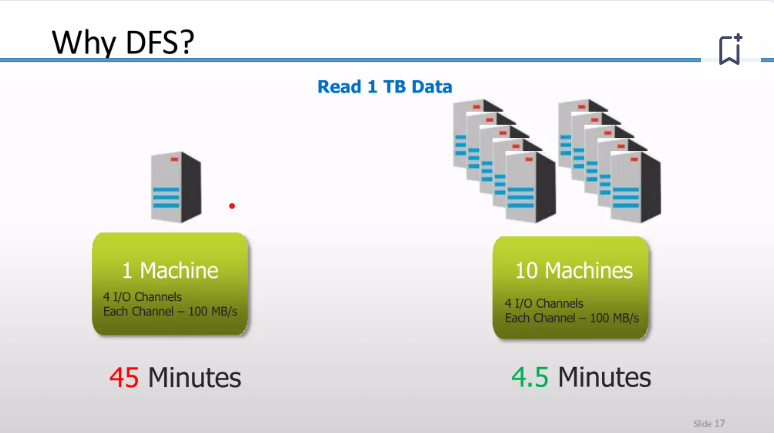 Why DFS?
Read 1 TB Data
1 Machine
4 I/O Channels
Each Channel – 100 MB/s
45 Minutes
10 Machines
4 I/O Channels
Each Channel – 100 MB/s
4.5 Minutes
Slide 17